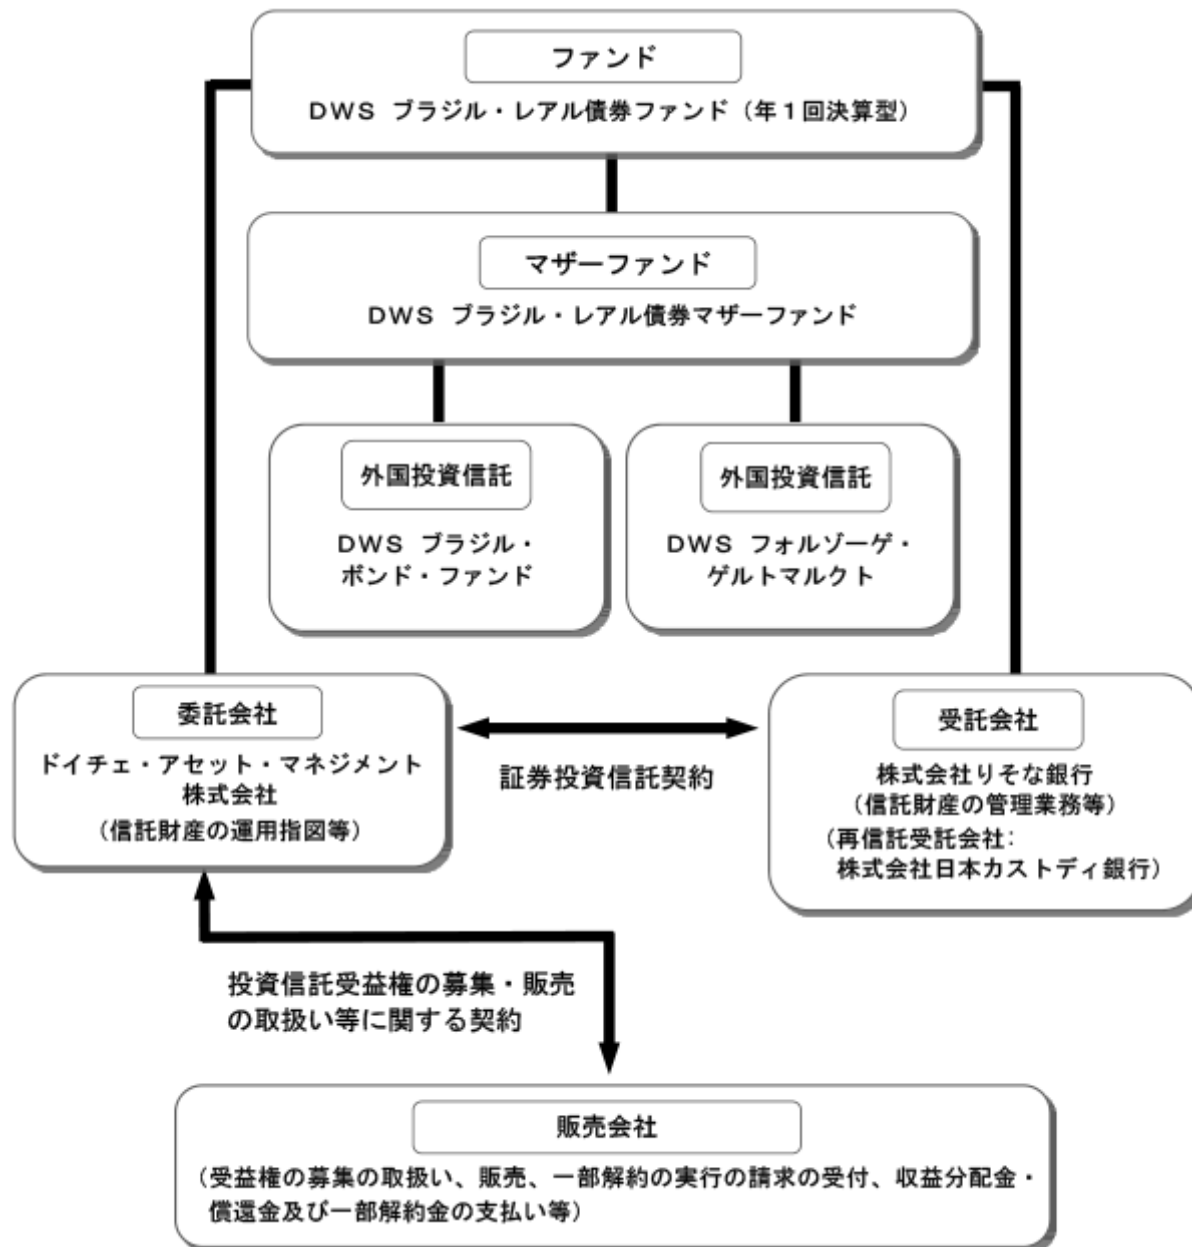 ファンド
DWS ブラジル・レアル債券ファンド（年1回決算型）
マザーファンド
DWS ブラジル・レアル債券マザーファンド
外国投資信託
DWS ブラジル・
ボンド・ファンド
外国投資信託
DWS フォルゾーゲ・
ゲルトマルクト
委託会社
ドイチェ・アセット・マネジメント
株式会社
（信託財産の運用指図等）
証券投資信託契約
受託会社
株式会社りそな銀行
（信託財産の管理業務等）
（再信託受託会社：
株式会社日本カストディ銀行）
投資信託受益権の募集・販売
の取扱い等に関する契約
販売会社
（受益権の募集の取扱い、販売、一部解約の実行の請求の受付、収益分配金・
償還金及び一部解約金の支払い等）